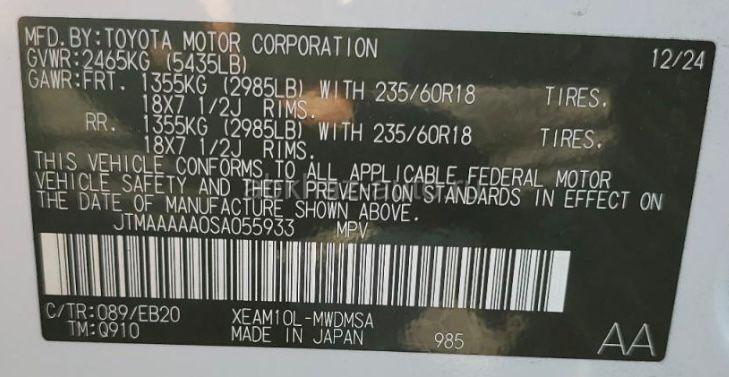 MFD.BY:TOYOTA MOTOR CORPORATION 12/24
GVWR:2465KG (5435LB)
GAWR:FRT. 1355KG (2985LB) WITH 235/60R18 TIRES.
18X7 1/2J RIMS.
RR. 1355KG (2985LB) WITH 235/60R18 TIRES.
18X7 1/2J RIMS.
THIS VEHICLE CONFORMS TO ALL APPLICABLE FEDERAL MOTOR
VEHICLE SAFETY AND THEFT PREVENTION STANDARDS IN EFFECT ON
THE DATE OF MANUFACTURE SHOWN ABOVE.
JTMAAAAA0SA055933 MPV
C/TR:089/EB20 XEAM10L-MWDMSA
TM:Q910 MADE IN JAPAN 985 AA